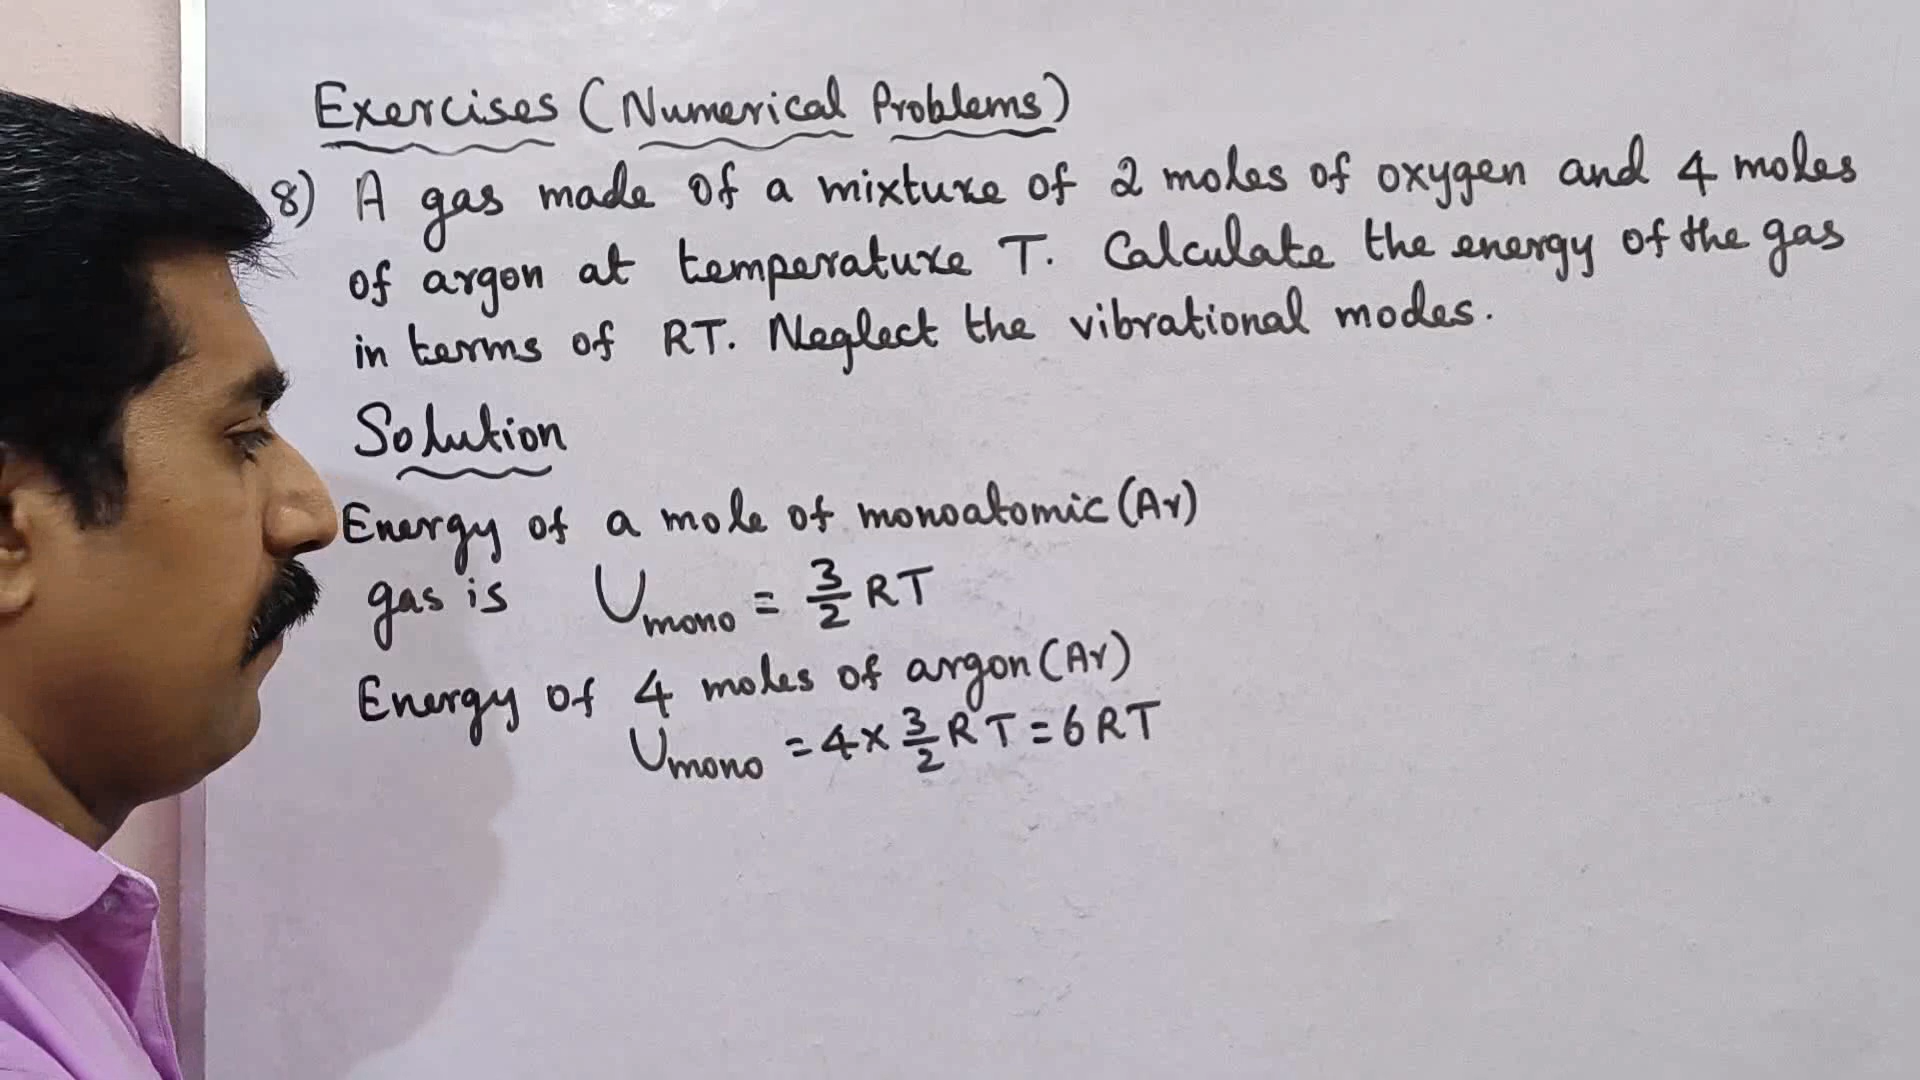 Exercises (Numerical Problems)
8) A gas made of a mixture of 2 moles of oxygen and 4 moles
of argon at temperature T. Calculate the energy of the gas
in terms of RT. Neglect the vibrational modes.
Solution
Energy of a mole of monoatomic (Ar)
gas is U_mono = 3/2 RT
Energy of 4 moles of argon (Ar)
U_mono = 4 × 3/2 RT = 6 RT